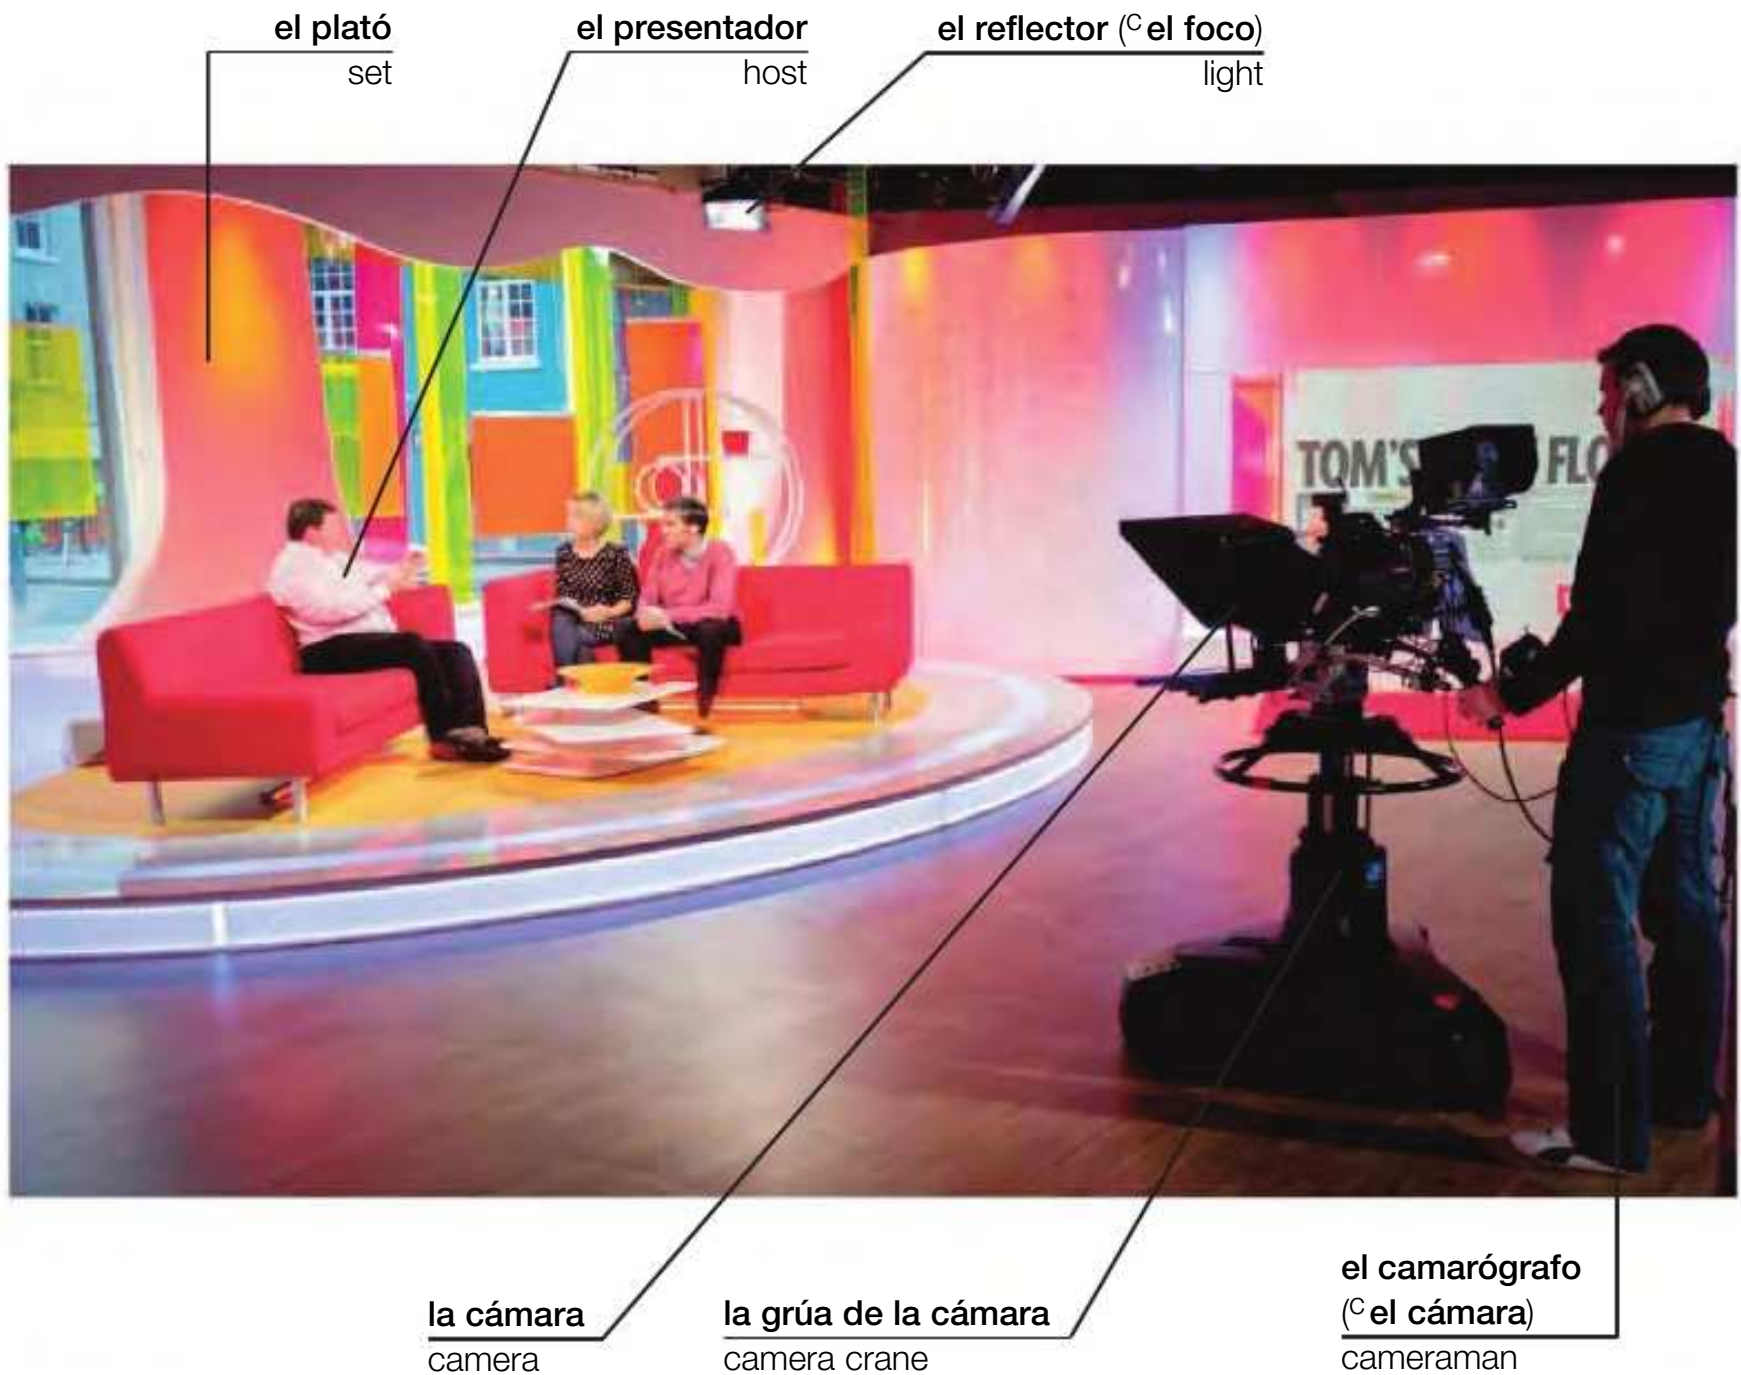 el plató
set
el presentador
host
el reflector (ᶜ el foco)
light
TOM'S
FLO
la cámara
camera
la grúa de la cámara
camera crane
el camarógrafo
(ᶜ el cámara)
cameraman